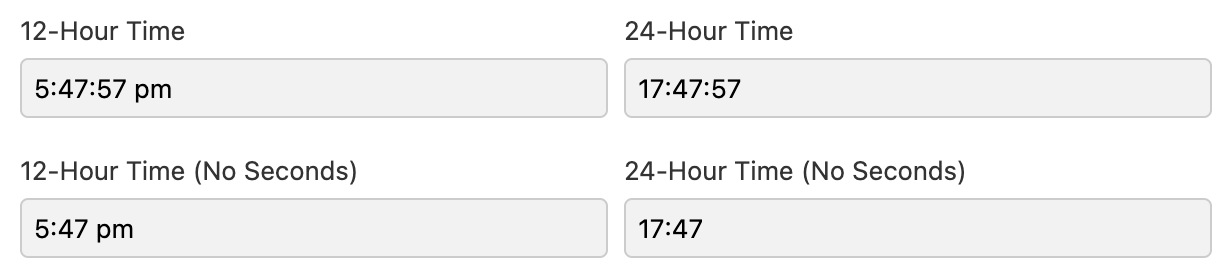 12-Hour Time
24-Hour Time
5:47:57 pm
17:47:57
12-Hour Time (No Seconds)
24-Hour Time (No Seconds)
5:47 pm
17:47